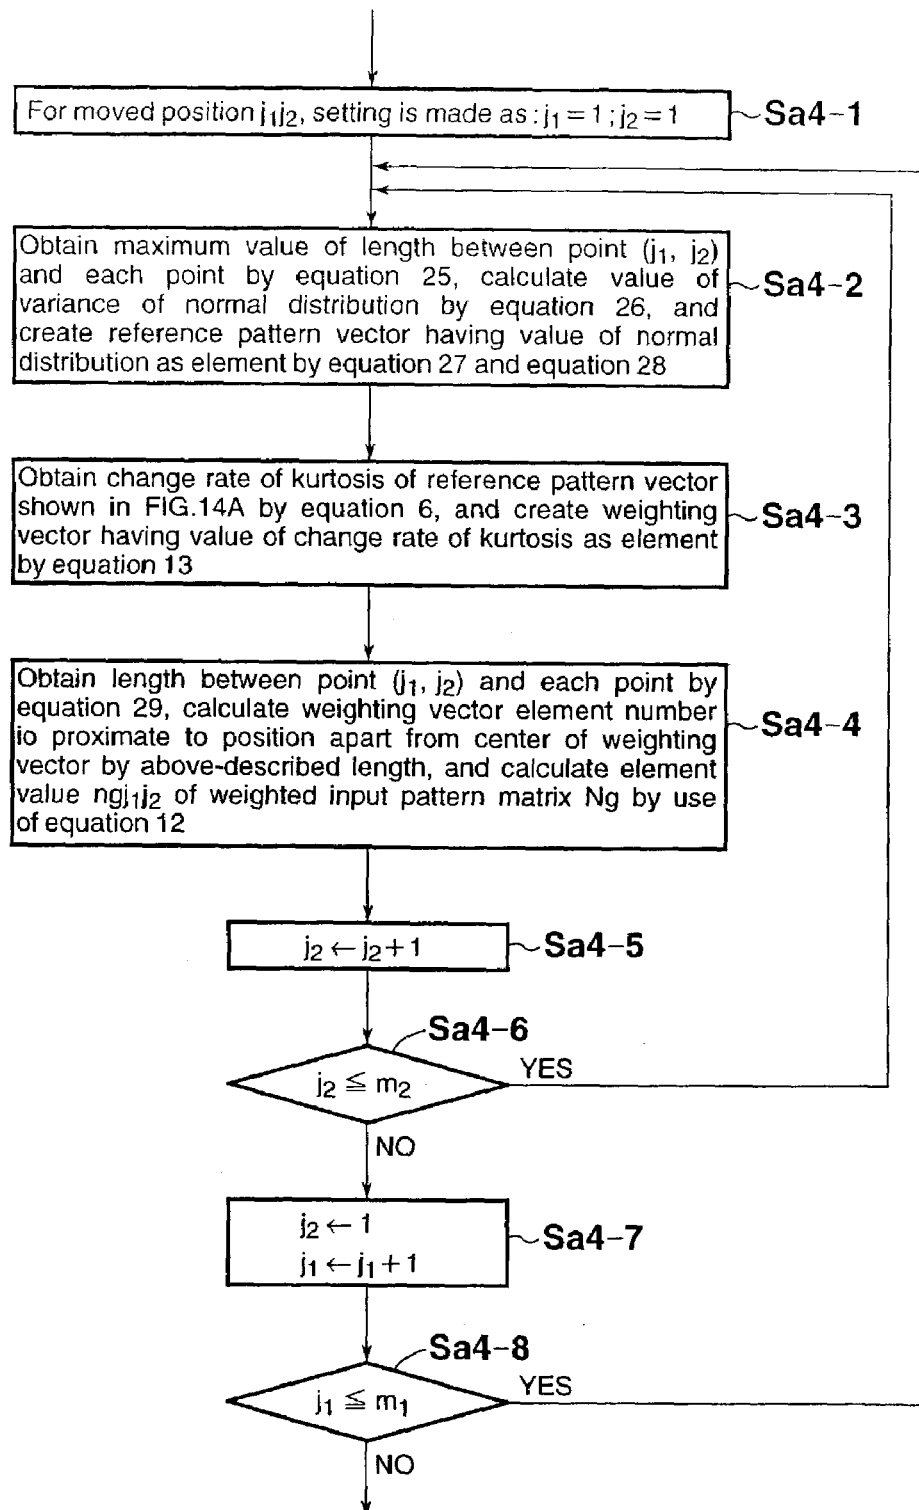 For moved position j₁j₂, setting is made as : j₁ = 1 ; j₂ = 1
Sa4-1
Obtain maximum value of length between point (j₁, j₂)
and each point by equation 25, calculate value of
variance of normal distribution by equation 26, and
create reference pattern vector having value of normal
distribution as element by equation 27 and equation 28
Sa4-2
Obtain change rate of kurtosis of reference pattern vector
shown in FIG.14A by equation 6, and create weighting
vector having value of change rate of kurtosis as element
by equation 13
Sa4-3
Obtain length between point (j₁, j₂) and each point by
equation 29, calculate weighting vector element number
io proximate to position apart from center of weighting
vector by above-described length, and calculate element
value ngj₁j₂ of weighted input pattern matrix Ng by use
of equation 12
Sa4-4
j₂ ← j₂ + 1
Sa4-5
Sa4-6
j₂ ≦ m₂
YES
NO
j₂ ← 1
j₁ ← j₁ + 1
Sa4-7
Sa4-8
j₁ ≦ m₁
YES
NO